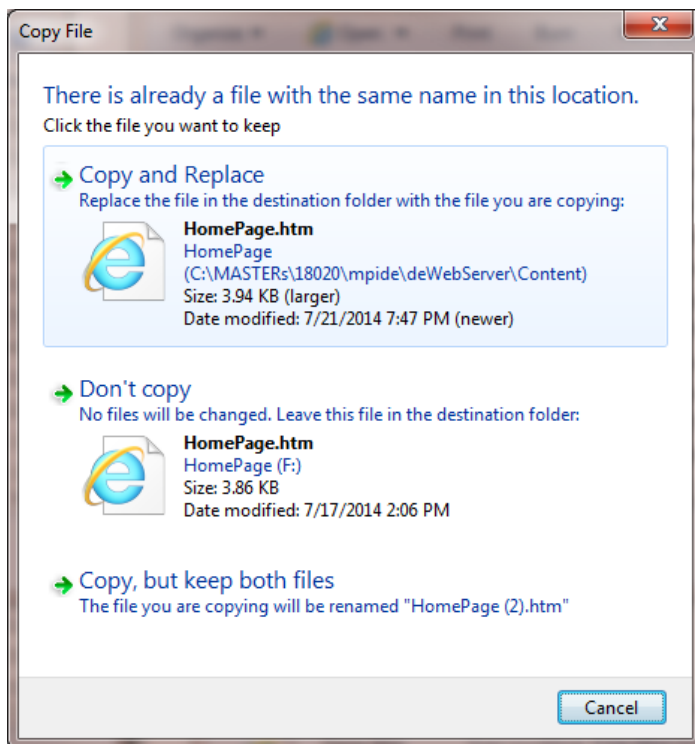 Copy File
There is already a file with the same name in this location.
Click the file you want to keep
Copy and Replace
Replace the file in the destination folder with the file you are copying:
HomePage.htm
HomePage
(C:\MASTERs\18020\mpide\deWebServer\Content)
Size: 3.94 KB (larger)
Date modified: 7/21/2014 7:47 PM (newer)
Don't copy
No files will be changed. Leave this file in the destination folder:
HomePage.htm
HomePage (F:)
Size: 3.86 KB
Date modified: 7/17/2014 2:06 PM
Copy, but keep both files
The file you are copying will be renamed "HomePage (2).htm"
Cancel